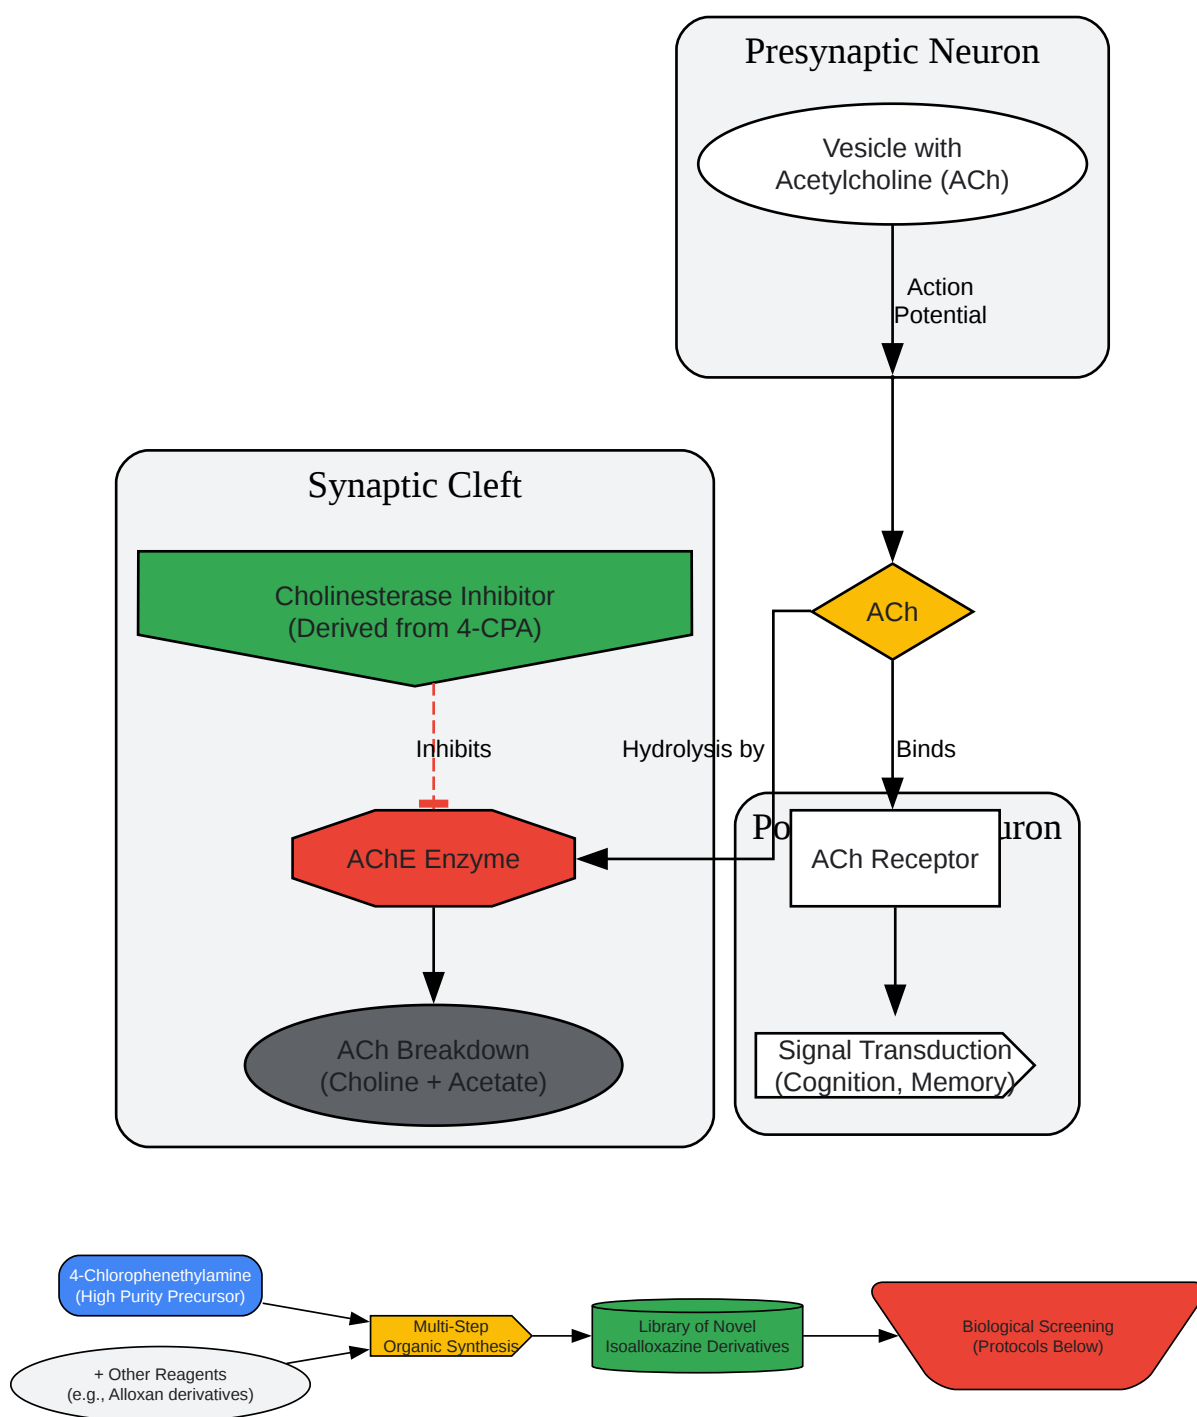 Presynaptic Neuron
Vesicle with
Acetylcholine (ACh)
Action
Potential
Synaptic Cleft
Cholinesterase Inhibitor
(Derived from 4-CPA)
ACh
Inhibits
Hydrolysis by
Binds
Po
uron
AChE Enzyme
ACh Receptor
ACh Breakdown
(Choline + Acetate)
Signal Transduction
(Cognition, Memory)
4-Chlorophenethylamine
(High Purity Precursor)
+ Other Reagents
(e.g., Alloxan derivatives)
Multi-Step
Organic Synthesis
Library of Novel
Isoalloxazine Derivatives
Biological Screening
(Protocols Below)